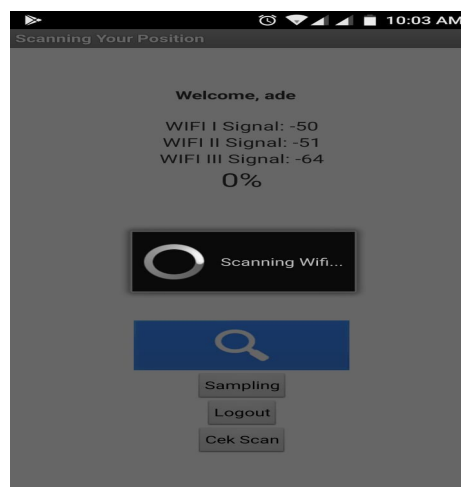 10:03 AM
Scanning Your Position
Welcome, ade
WIFI I Signal: -50
WIFI II Signal: -51
WIFI III Signal: -64
0%
Scanning Wifi...
Sampling
Logout
Cek Scan